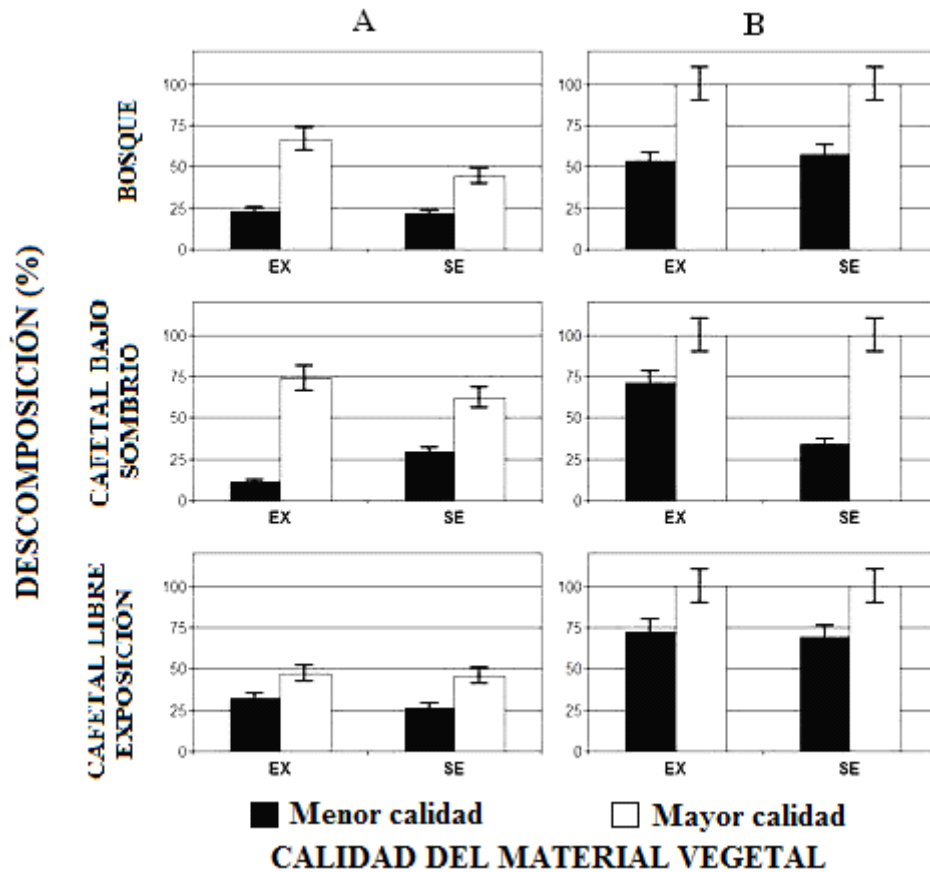 A
B
DESCOMPOSICIÓN (%)
BOSQUE
100
75
50
25
0
EX
SE
100
75
50
25
0
EX
SE
CAFETAL BAJO
SOMBRIO
100
75
50
25
0
EX
SE
100
75
50
25
0
EX
SE
CAFETAL LIBRE
EXPOSICIÓN
100
75
50
25
0
EX
SE
100
75
50
25
0
EX
SE
Menor calidad
Mayor calidad
CALIDAD DEL MATERIAL VEGETAL